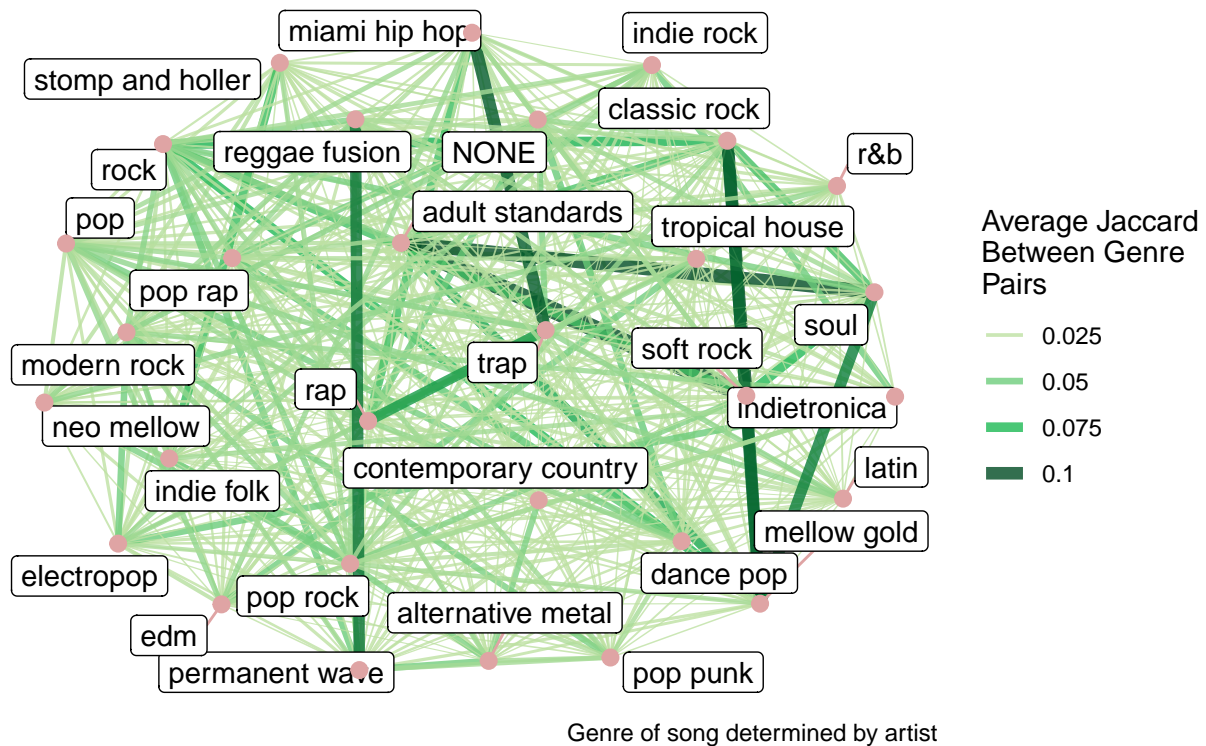 miami hip hop
indie rock
stomp and holler
classic rock
rock
reggae fusion
NONE
r&b
pop
adult standards
tropical house
pop rap
soul
modern rock
trap
soft rock
rap
neo mellow
indietronica
indie folk
contemporary country
latin
mellow gold
electropop
pop rock
dance pop
edm
alternative metal
permanent wave
pop punk
Average Jaccard
Between Genre
Pairs
0.025
0.05
0.075
0.1
Genre of song determined by artist